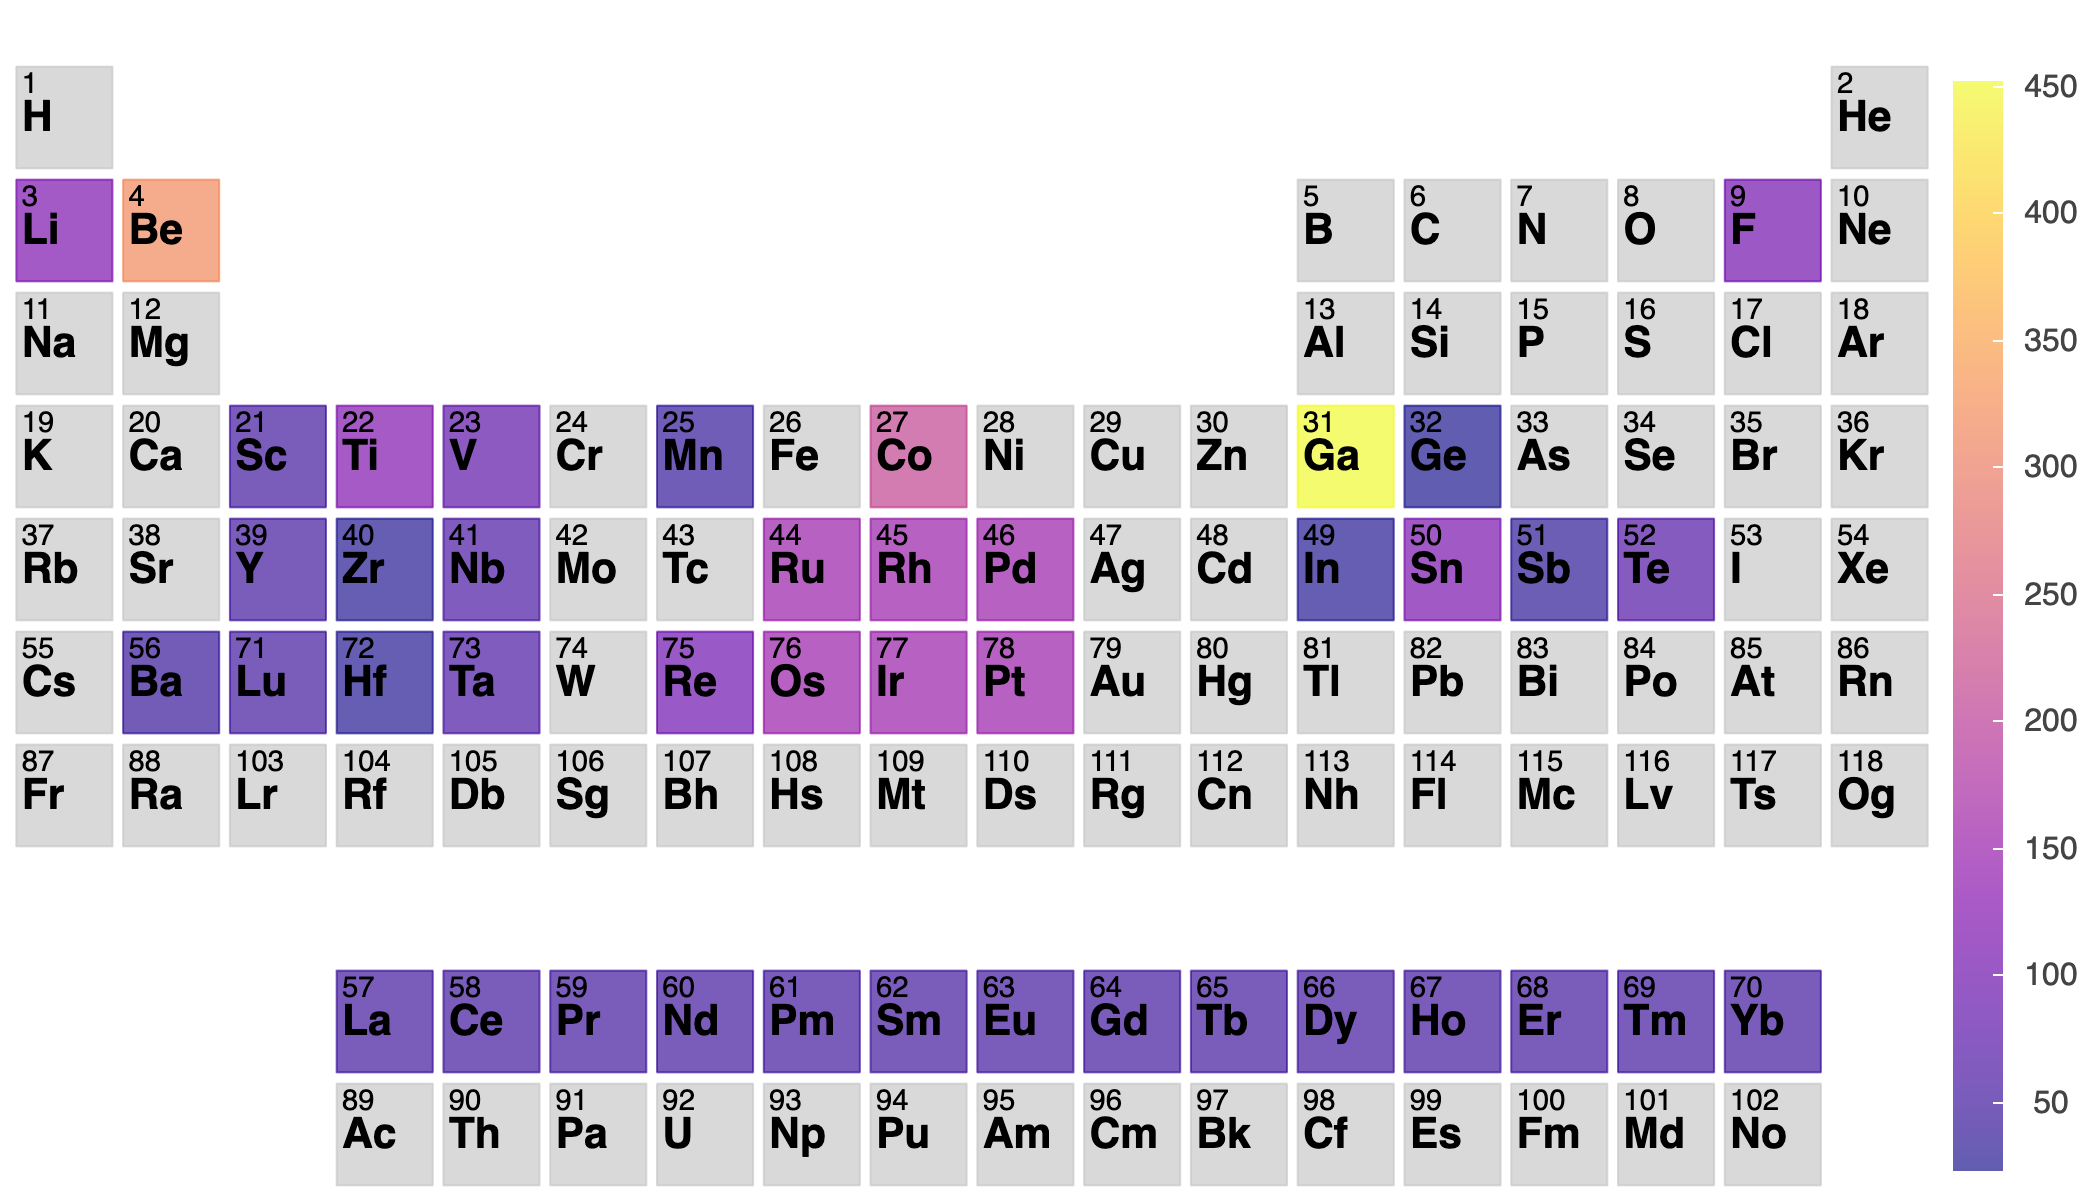 1 2
H He
3 4 5 6 7 8 9 10
Li Be B C N O F Ne
11 12 13 14 15 16 17 18
Na Mg Al Si P S Cl Ar
19 20 21 22 23 24 25 26 27 28 29 30 31 32 33 34 35 36
K Ca Sc Ti V Cr Mn Fe Co Ni Cu Zn Ga Ge As Se Br Kr
37 38 39 40 41 42 43 44 45 46 47 48 49 50 51 52 53 54
Rb Sr Y Zr Nb Mo Tc Ru Rh Pd Ag Cd In Sn Sb Te I Xe
55 56 71 72 73 74 75 76 77 78 79 80 81 82 83 84 85 86
Cs Ba Lu Hf Ta W Re Os Ir Pt Au Hg Tl Pb Bi Po At Rn
87 88 103 104 105 106 107 108 109 110 111 112 113 114 115 116 117 118
Fr Ra Lr Rf Db Sg Bh Hs Mt Ds Rg Cn Nh Fl Mc Lv Ts Og
57 58 59 60 61 62 63 64 65 66 67 68 69 70
La Ce Pr Nd Pm Sm Eu Gd Tb Dy Ho Er Tm Yb
89 90 91 92 93 94 95 96 97 98 99 100 101 102
Ac Th Pa U Np Pu Am Cm Bk Cf Es Fm Md No
450
400
350
300
250
200
150
100
50